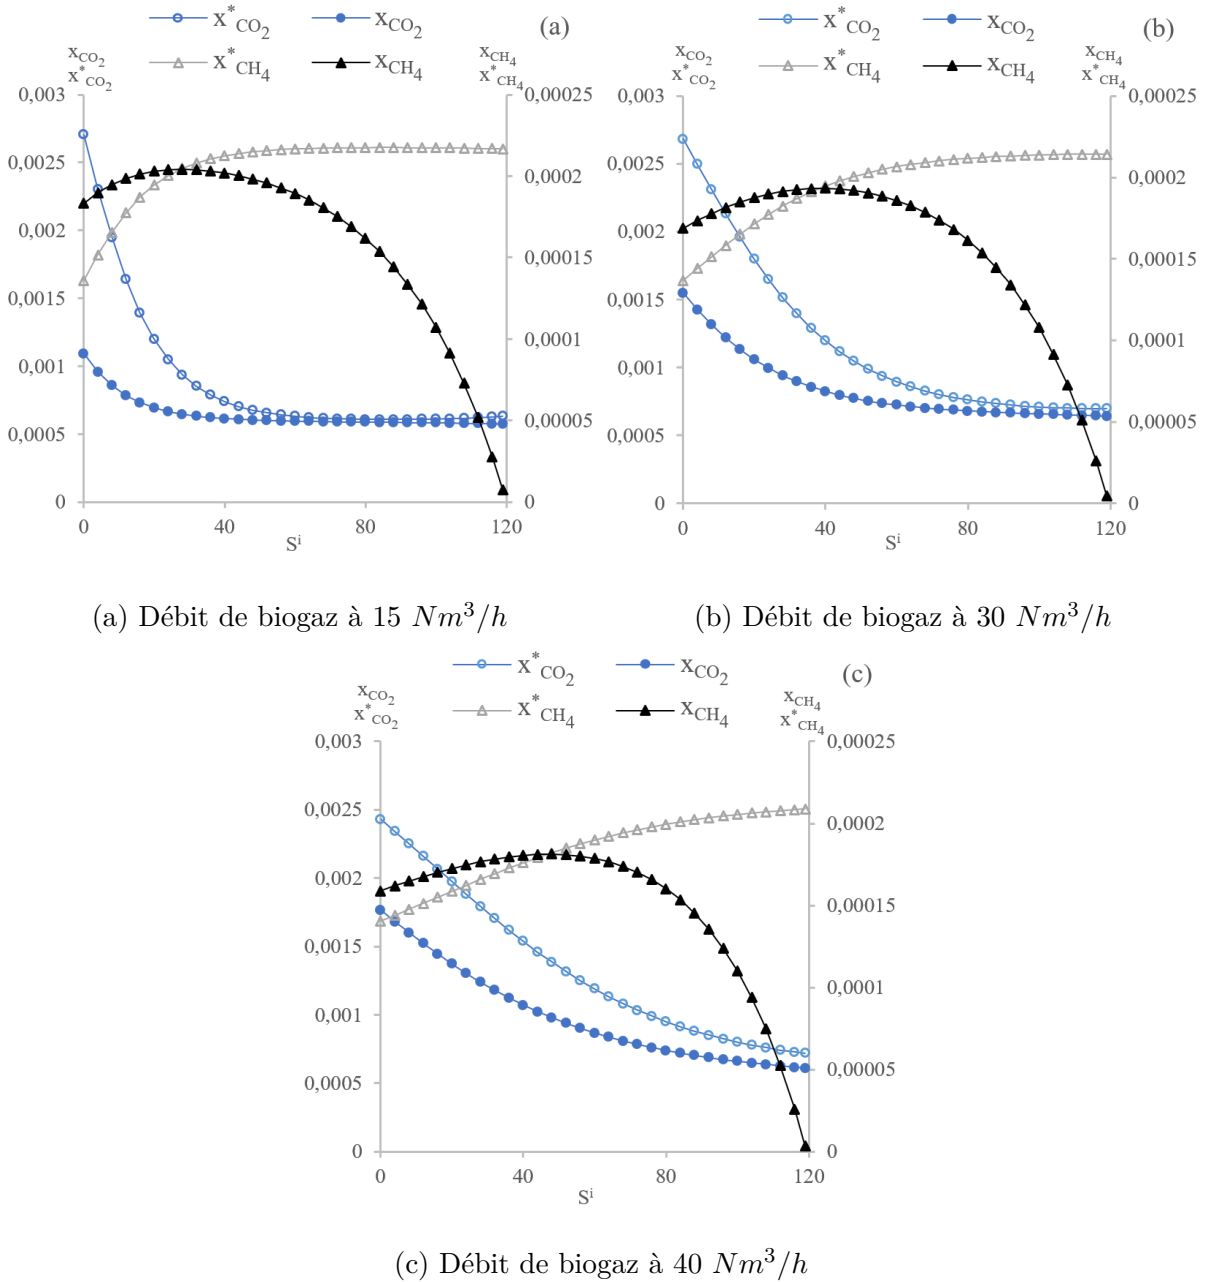 x*CO2 xCO2 (a)
x*CH4 xCH4
xCO2
x*CO2
xCH4
x*CH4
0,003
0,0025
0,002
0,0015
0,001
0,0005
0
0,00025
0,0002
0,00015
0,0001
0,00005
0
0 40 80 120
Si
(a) Débit de biogaz à 15 Nm3/h
x*CO2 xCO2 (b)
x*CH4 xCH4
xCO2
x*CO2
xCH4
x*CH4
0,003
0,0025
0,002
0,0015
0,001
0,0005
0
0,00025
0,0002
0,00015
0,0001
0,00005
0
0 40 80 120
Si
(b) Débit de biogaz à 30 Nm3/h
x*CO2 xCO2 (c)
x*CH4 xCH4
xCO2
x*CO2
xCH4
x*CH4
0,003
0,0025
0,002
0,0015
0,001
0,0005
0
0,00025
0,0002
0,00015
0,0001
0,00005
0
0 40 80 120
Si
(c) Débit de biogaz à 40 Nm3/h